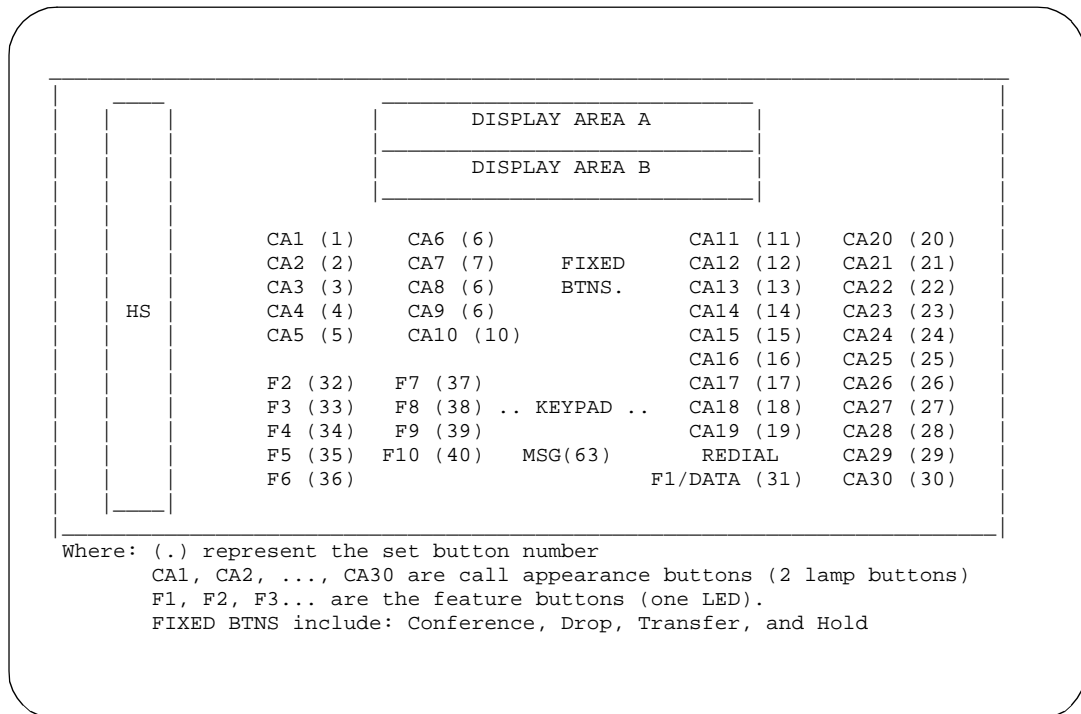 DISPLAY AREA A
DISPLAY AREA B
CA1 (1) CA6 (6) CA11 (11) CA20 (20)
CA2 (2) CA7 (7) FIXED CA12 (12) CA21 (21)
CA3 (3) CA8 (6) BTNS. CA13 (13) CA22 (22)
HS CA4 (4) CA9 (6) CA14 (14) CA23 (23)
CA5 (5) CA10 (10) CA15 (15) CA24 (24)
CA16 (16) CA25 (25)
F2 (32) F7 (37) CA17 (17) CA26 (26)
F3 (33) F8 (38) .. KEYPAD .. CA18 (18) CA27 (27)
F4 (34) F9 (39) CA19 (19) CA28 (28)
F5 (35) F10 (40) MSG(63) REDIAL CA29 (29)
F6 (36) F1/DATA (31) CA30 (30)
Where: (.) represent the set button number
CA1, CA2, ..., CA30 are call appearance buttons (2 lamp buttons)
F1, F2, F3... are the feature buttons (one LED).
FIXED BTNS include: Conference, Drop, Transfer, and Hold